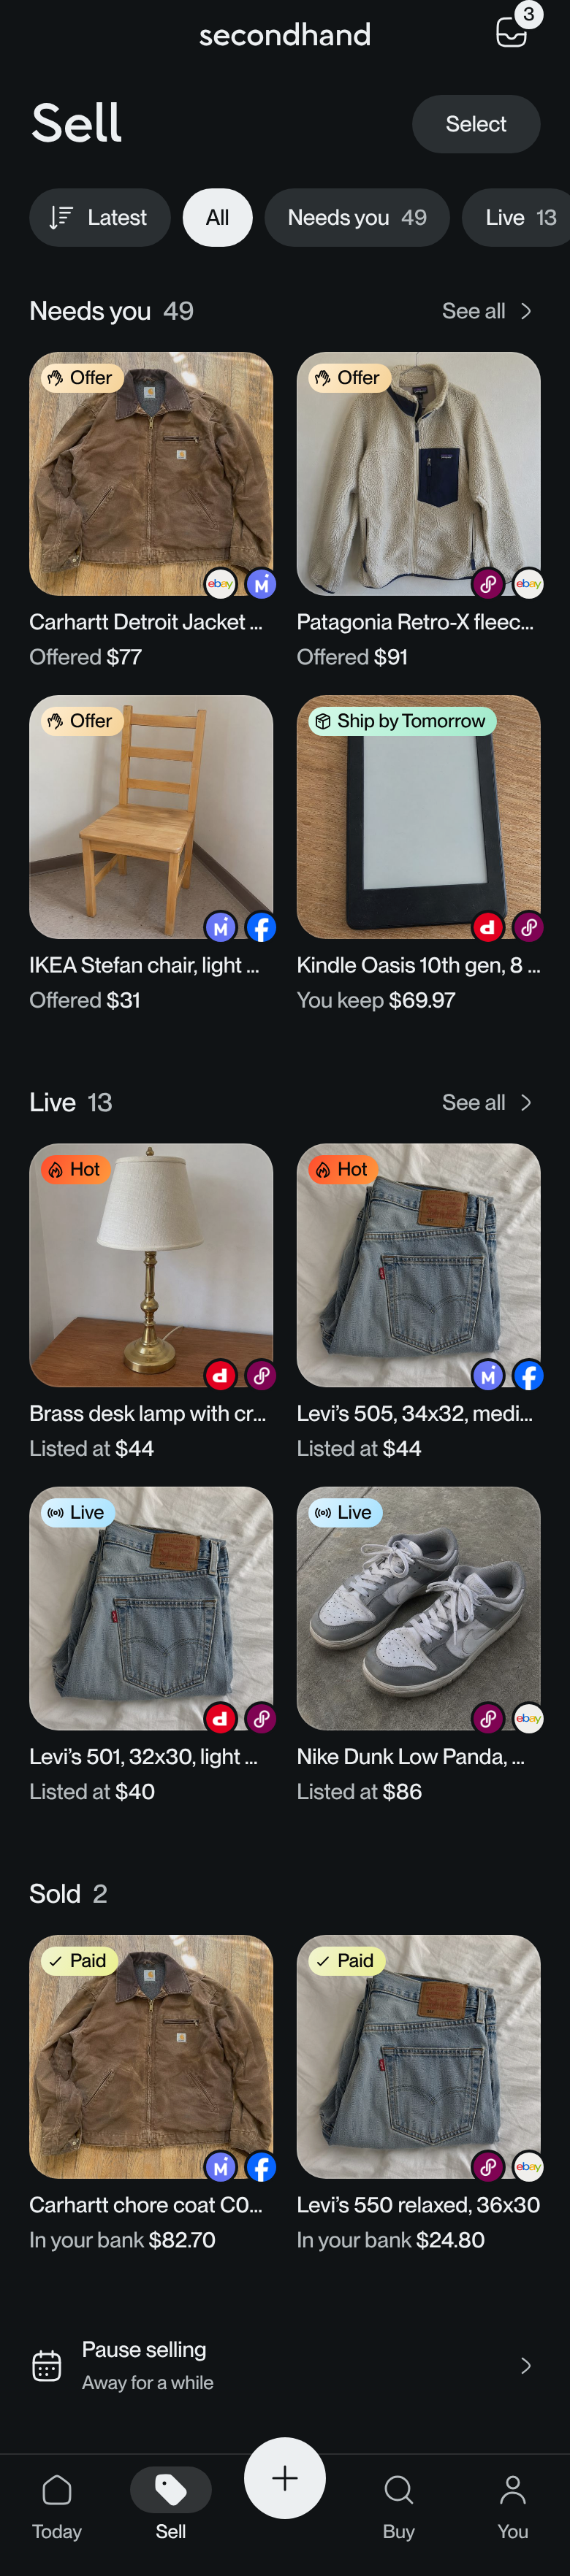 secondhand
3
Sell
Select
Latest
All
Needs you 49
Live 13
Needs you 49
See all
Offer
Offer
ebay
Carhartt Detroit Jacket ...
Offered $77
ebay
Patagonia Retro-X fleec...
Offered $91
Offer
Ship by Tomorrow
IKEA Stefan chair, light ...
Offered $31
Kindle Oasis 10th gen, 8 ...
You keep $69.97
Live 13
See all
Hot
Hot
Brass desk lamp with cr...
Listed at $44
Levi’s 505, 34x32, medi...
Listed at $44
Live
Live
Levi’s 501, 32x30, light ...
Listed at $40
ebay
Nike Dunk Low Panda, ...
Listed at $86
Sold 2
Paid
Paid
Carhartt chore coat C0...
In your bank $82.70
ebay
Levi’s 550 relaxed, 36x30
In your bank $24.80
Pause selling
Away for a while
Today
Sell
Buy
You